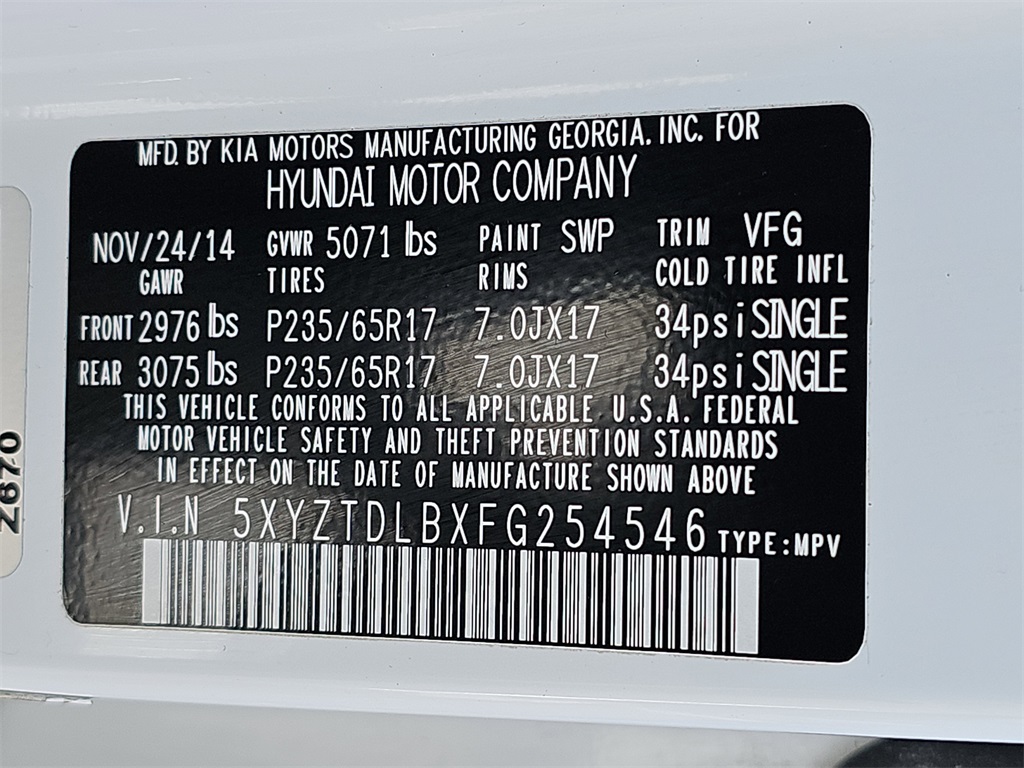 MFD. BY KIA MOTORS MANUFACTURING GEORGIA, INC. FOR
HYUNDAI MOTOR COMPANY
NOV/24/14 GVWR 5071 lbs PAINT SWP TRIM VFG
GAWR TIRES RIMS COLD TIRE INFL
FRONT 2976 lbs P235/65R17 7.0JX17 34psi SINGLE
REAR 3075 lbs P235/65R17 7.0JX17 34psi SINGLE
THIS VEHICLE CONFORMS TO ALL APPLICABLE U.S.A. FEDERAL
MOTOR VEHICLE SAFETY AND THEFT PREVENTION STANDARDS
IN EFFECT ON THE DATE OF MANUFACTURE SHOWN ABOVE
V.I.N 5XYZTDLBXFG254546 TYPE:MPV